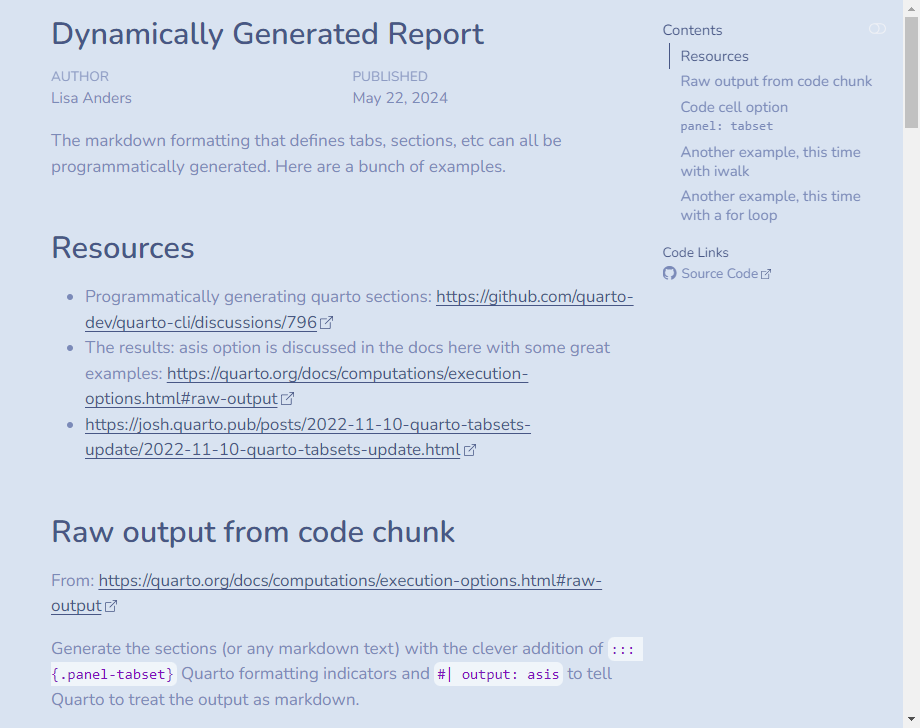 Dynamically Generated Report
AUTHOR
Lisa Anders
PUBLISHED
May 22, 2024
The markdown formatting that defines tabs, sections, etc can all be
programmatically generated. Here are a bunch of examples.
Resources
Programmatically generating quarto sections: https://github.com/quarto-
dev/quarto-cli/discussions/796
The results: asis option is discussed in the docs here with some great
examples: https://quarto.org/docs/computations/execution-
options.html#raw-output
https://josh.quarto.pub/posts/2022-11-10-quarto-tabsets-
update/2022-11-10-quarto-tabsets-update.html
Raw output from code chunk
From: https://quarto.org/docs/computations/execution-options.html#raw-
output
Generate the sections (or any markdown text) with the clever addition of :::
{.panel-tabset} Quarto formatting indicators and #| output: asis to tell
Quarto to treat the output as markdown.
Contents
Resources
Raw output from code chunk
Code cell option
panel: tabset
Another example, this time
with iwalk
Another example, this time
with a for loop
Code Links
Source Code